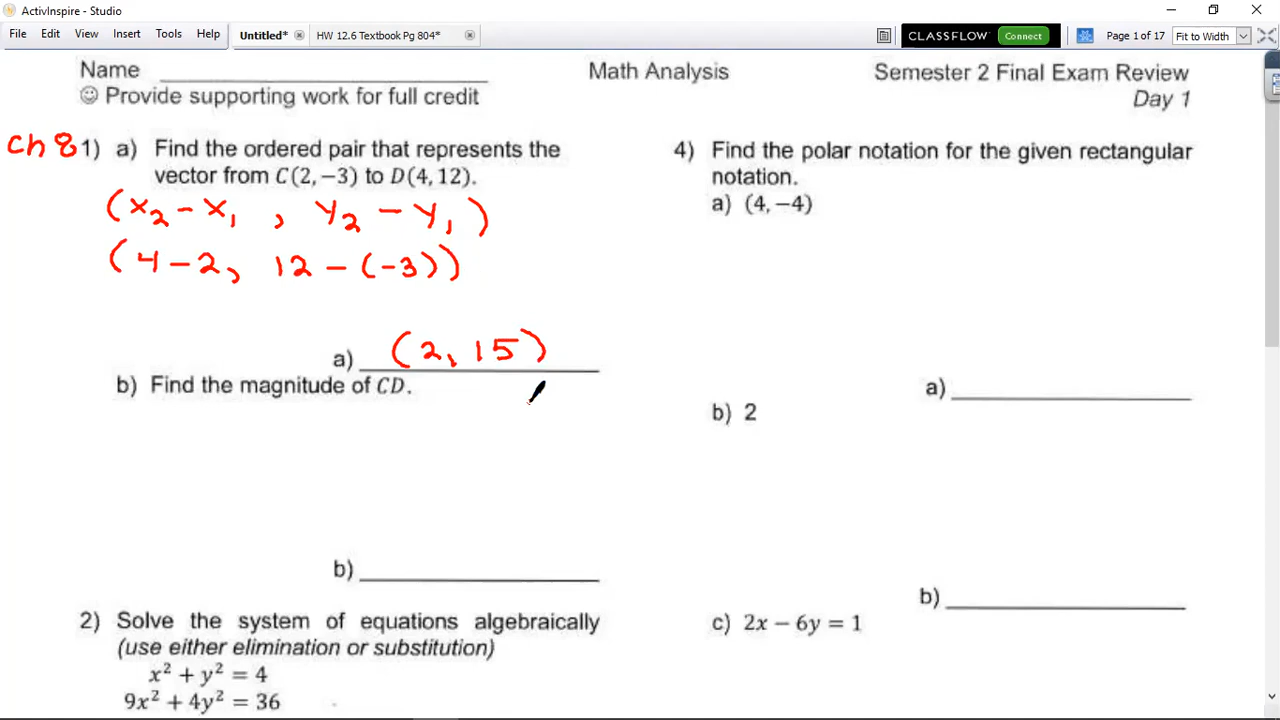 ActivInspire - Studio
File Edit View Insert Tools Help Untitled* HW 12.6 Textbook Pg 804* CLASSFLOW Connect Page 1 of 17 Fit to Width
Name ____________________
☺ Provide supporting work for full credit
Math Analysis
Semester 2 Final Exam Review
Day 1
Ch 8 1) a) Find the ordered pair that represents the
vector from C(2, −3) to D(4, 12).
(x₂ − x₁ , y₂ − y₁ )
(4 − 2, 12 − (−3))
a) (2, 15)
b) Find the magnitude of CD.
b) ____________________
2) Solve the system of equations algebraically
(use either elimination or substitution)
x² + y² = 4
9x² + 4y² = 36
4) Find the polar notation for the given rectangular
notation.
a) (4, −4)
a) ____________________
b) 2
b) ____________________
c) 2x − 6y = 1